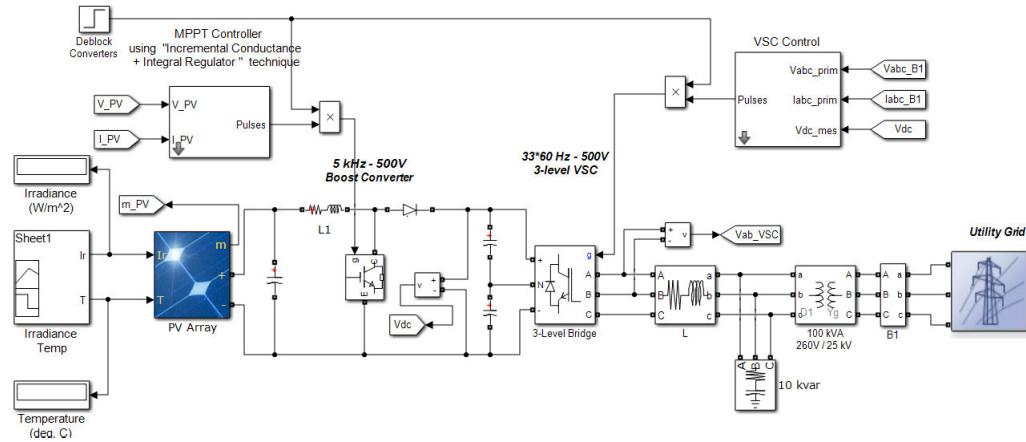 Deblock
Converters
MPPT Controller
using "Incremental Conductance
+ Integral Regulator" technique
VSC Control
V_PV
V_PV
I_PV
I_PV
Pulses
×
×
Pulses
Vabc_prim
Vabc_B1
Iabc_prim
Iabc_B1
Vdc_mes
Vdc
Irradiance
(W/m^2)
m_PV
5 kHz - 500V
Boost Converter
33*60 Hz - 500V
3-level VSC
L1
Sheet1
Ir
T
Irradiance
Temp
Ir
T
m
+
-
PV Array
g
C
E
+
-
v
Vdc
+
N
-
g
A
B
C
3-Level Bridge
+
-
v
Vab_VSC
A
B
C
a
b
c
L
A
B
C
10 kvar
a
b
c
A
B
C
D1
Yg
100 kVA
260V / 25 kV
A
B
C
a
b
c
B1
Utility Grid
Temperature
(deg. C)